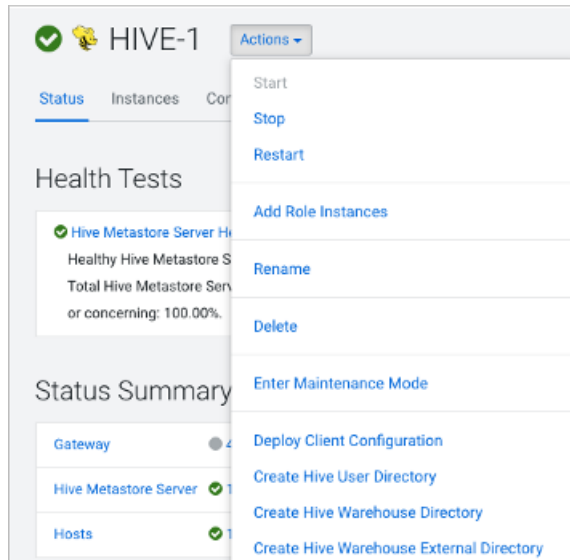 HIVE-1
Actions
Status Instances
Start
Stop
Restart
Health Tests
Add Role Instances
Hive Metastore Server
Healthy Hive Metastore
Total Hive Metastore
or concerning: 100.00%.
Rename
Delete
Status Summary
Enter Maintenance Mode
Gateway
Hive Metastore Server
Hosts
Deploy Client Configuration
Create Hive User Directory
Create Hive Warehouse Directory
Create Hive Warehouse External Directory